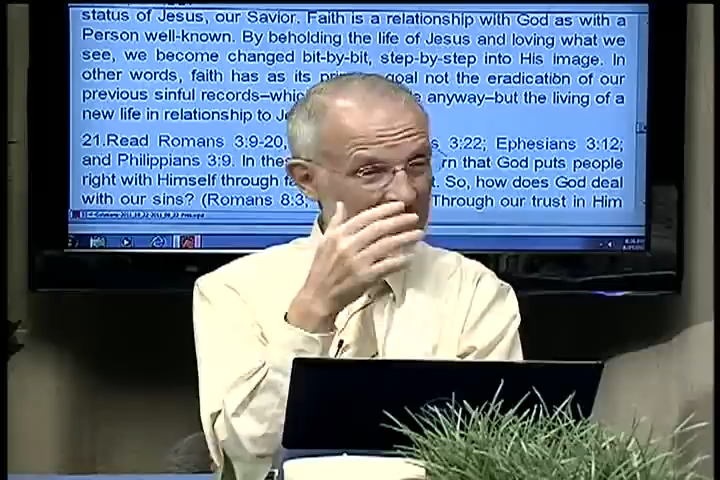 status of Jesus, our Savior. Faith is a relationship with God as with a
Person well-known. By beholding the life of Jesus and loving what we
see, we become changed bit-by-bit, step-by-step into His image. In
other words, faith has as its goal not the eradication of our
previous sinful records–whic anyway–but the living of a
new life in relationship to Je
21.Read Romans 3:9-20, s 3:22; Ephesians 3:12;
and Philippians 3:9. In thes rn that God puts people
right with Himself through fa t. So, how does God deal
with our sins? (Romans 8:3, Through our trust in Him